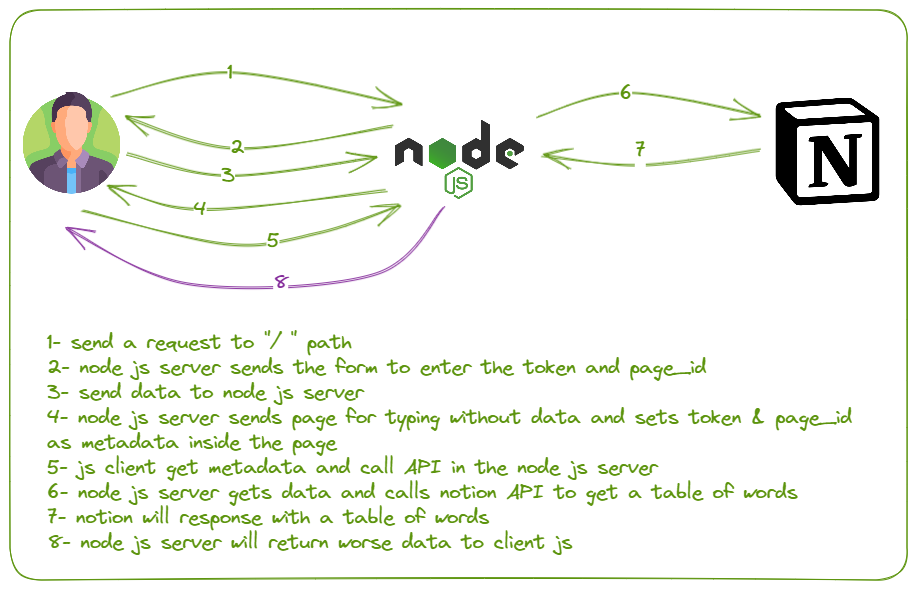 1
6
2
7
3
node
JS
N
4
5
8
1- send a request to "/ " path
2- node js server sends the form to enter the token and page_id
3- send data to node js server
4- node js server sends page for typing without data and sets token & page_id
as metadata inside the page
5- js client get metadata and call API in the node js server
6- node js server gets data and calls notion API to get a table of words
7- notion will response with a table of words
8- node js server will return worse data to client js